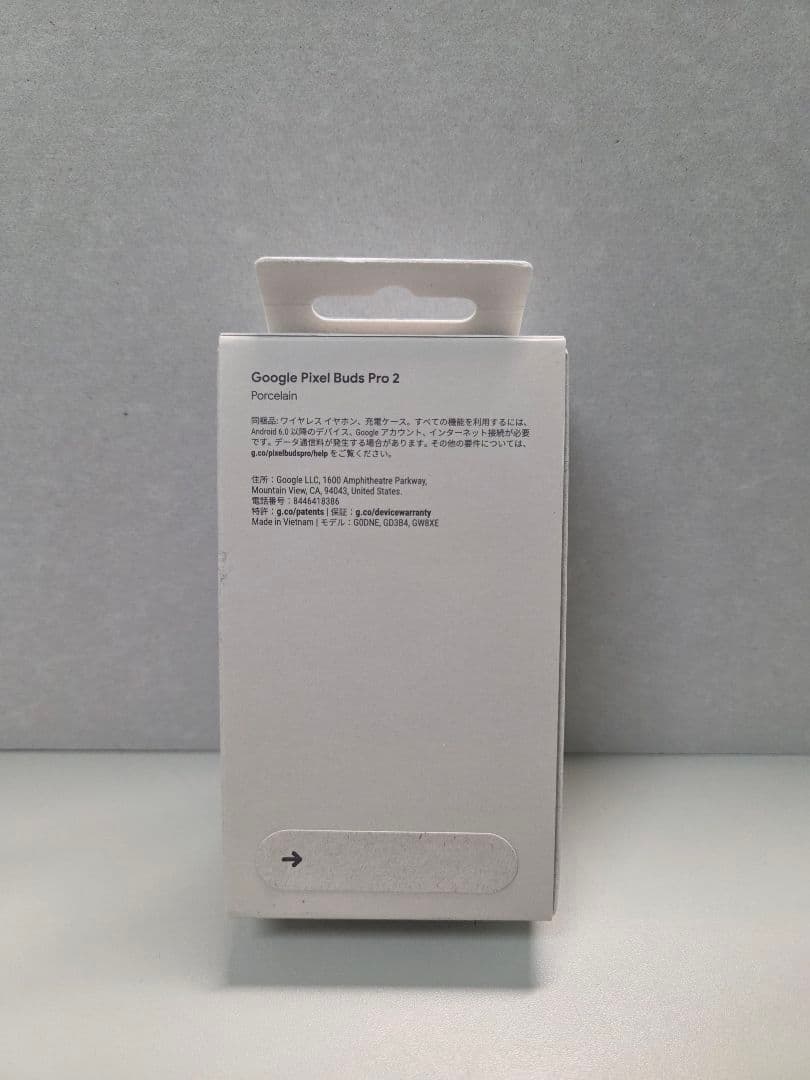 Google Pixel Buds Pro 2
Porcelain
同梱品: ワイヤレス イヤホン、充電ケース。すべての機能を利用するには、
Android 6.0 以降のデバイス、Google アカウント、インターネット接続が必要
です。データ通信料が発生する場合があります。その他の要件については、
g.co/pixelbudspro/help をご覧ください。
住所：Google LLC, 1600 Amphitheatre Parkway,
Mountain View, CA, 94043, United States.
電話番号：8446418386
特許：g.co/patents | 保証：g.co/devicewarranty
Made in Vietnam | モデル：G0DNE, GD3B4, GW8XE